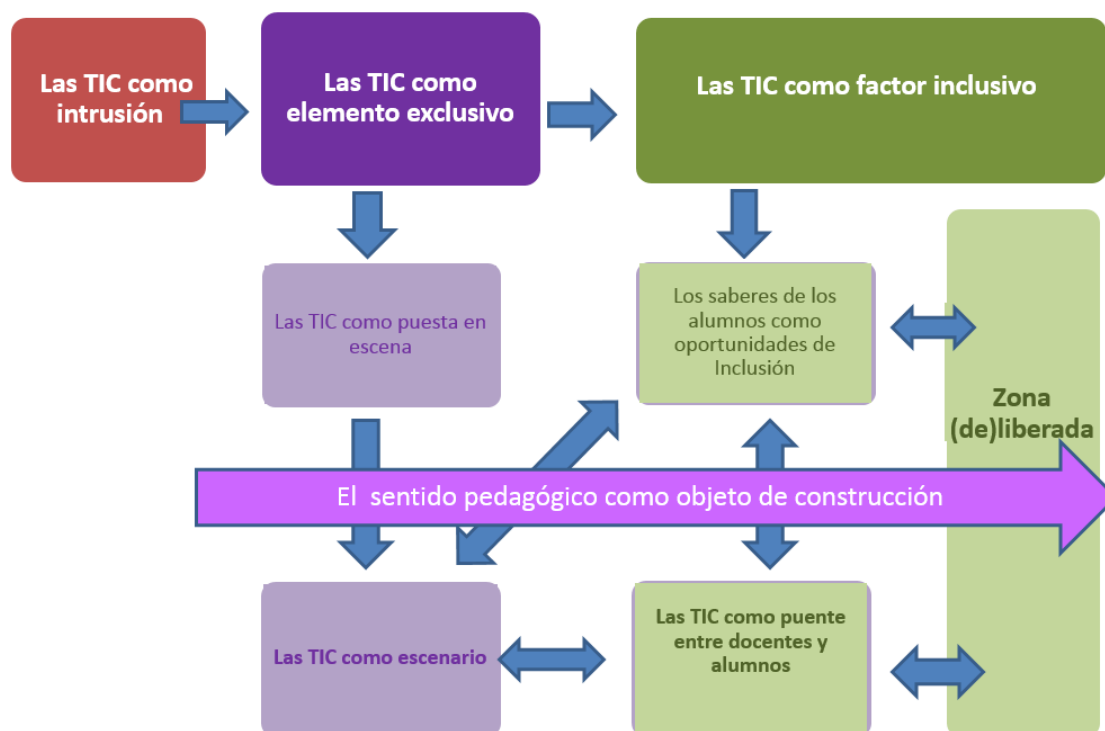 Las TIC como
intrusión
Las TIC como
elemento exclusivo
Las TIC como factor inclusivo
Las TIC como puesta en
escena
Los saberes de los
alumnos como
oportunidades de
Inclusión
Zona
(de)liberada
El sentido pedagógico como objeto de construcción
Las TIC como escenario
Las TIC como puente
entre docentes y
alumnos